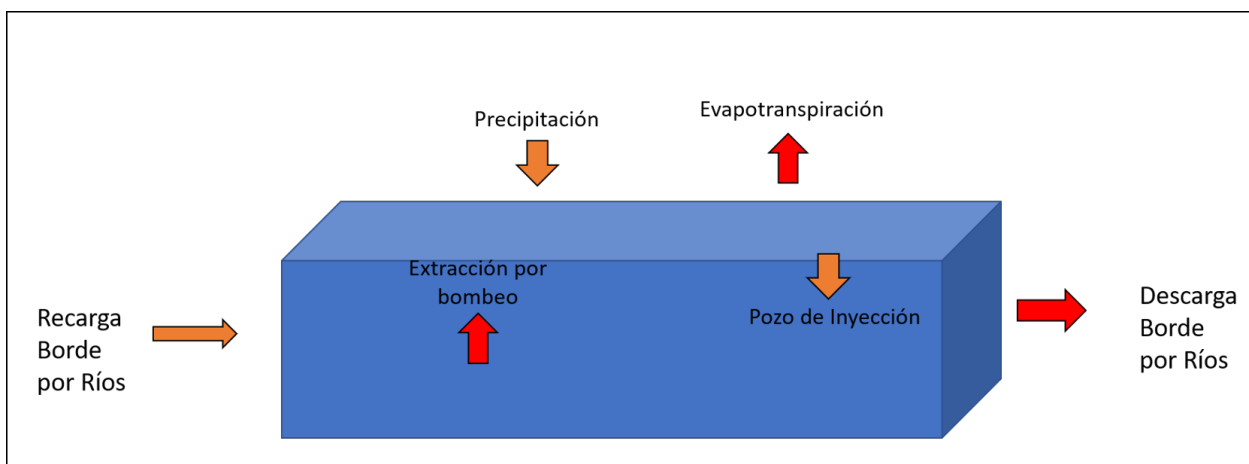 Evapotranspiración
Precipitación
Extracción por
bombeo
Pozo de Inyección
Recarga
Borde
por Ríos
Descarga
Borde
por Ríos